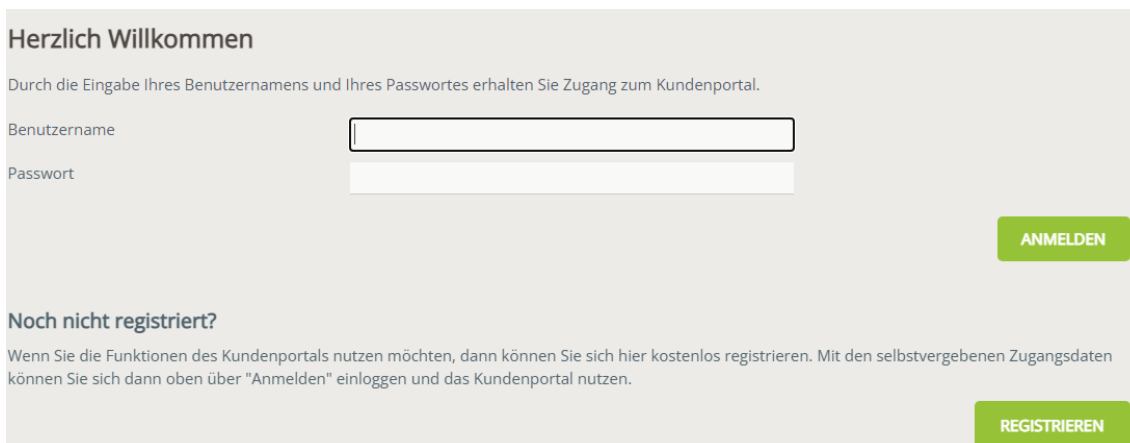 Herzlich Willkommen
Durch die Eingabe Ihres Benutzernamens und Ihres Passwortes erhalten Sie Zugang zum Kundenportal.
Benutzername
Passwort
ANMELDEN
Noch nicht registriert?
Wenn Sie die Funktionen des Kundenportals nutzen möchten, dann können Sie sich hier kostenlos registrieren. Mit den selbstvergebenen Zugangsdaten
können Sie sich dann oben über "Anmelden" einloggen und das Kundenportal nutzen.
REGISTRIEREN